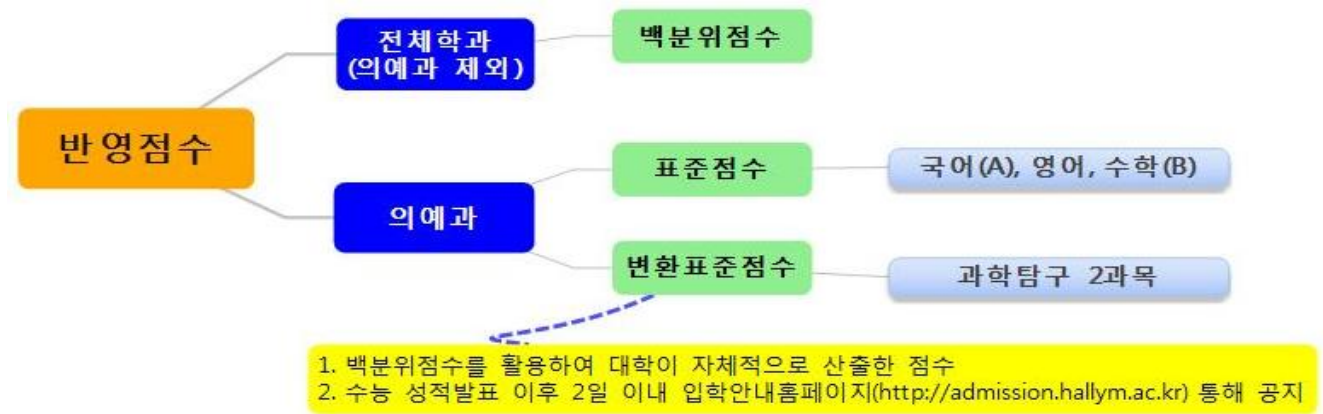 반영점수
전체학과
(의예과 제외)
백분위점수
의예과
표준점수
국어(A), 영어, 수학(B)
변환표준점수
과학탐구 2과목
1. 백분위점수를 활용하여 대학이 자체적으로 산출한 점수
2. 수능 성적발표 이후 2일 이내 입학안내홈페이지(http://admission.hallym.ac.kr) 통해 공지